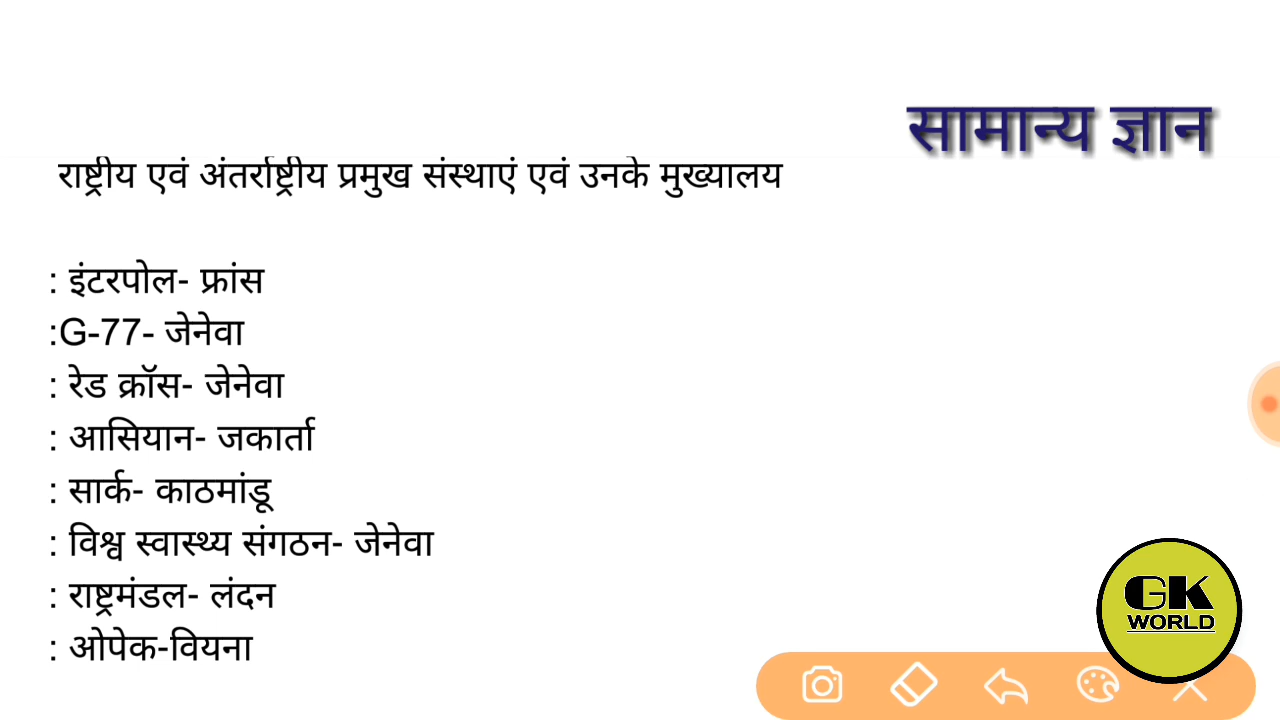 सामान्य ज्ञान
राष्ट्रीय एवं अंतर्राष्ट्रीय प्रमुख संस्थाएं एवं उनके मुख्यालय
: इंटरपोल- फ्रांस
:G-77- जेनेवा
: रेड क्रॉस- जेनेवा
: आसियान- जकार्ता
: सार्क- काठमांडू
: विश्व स्वास्थ्य संगठन- जेनेवा
: राष्ट्रमंडल- लंदन
: ओपेक-वियना
GK
WORLD